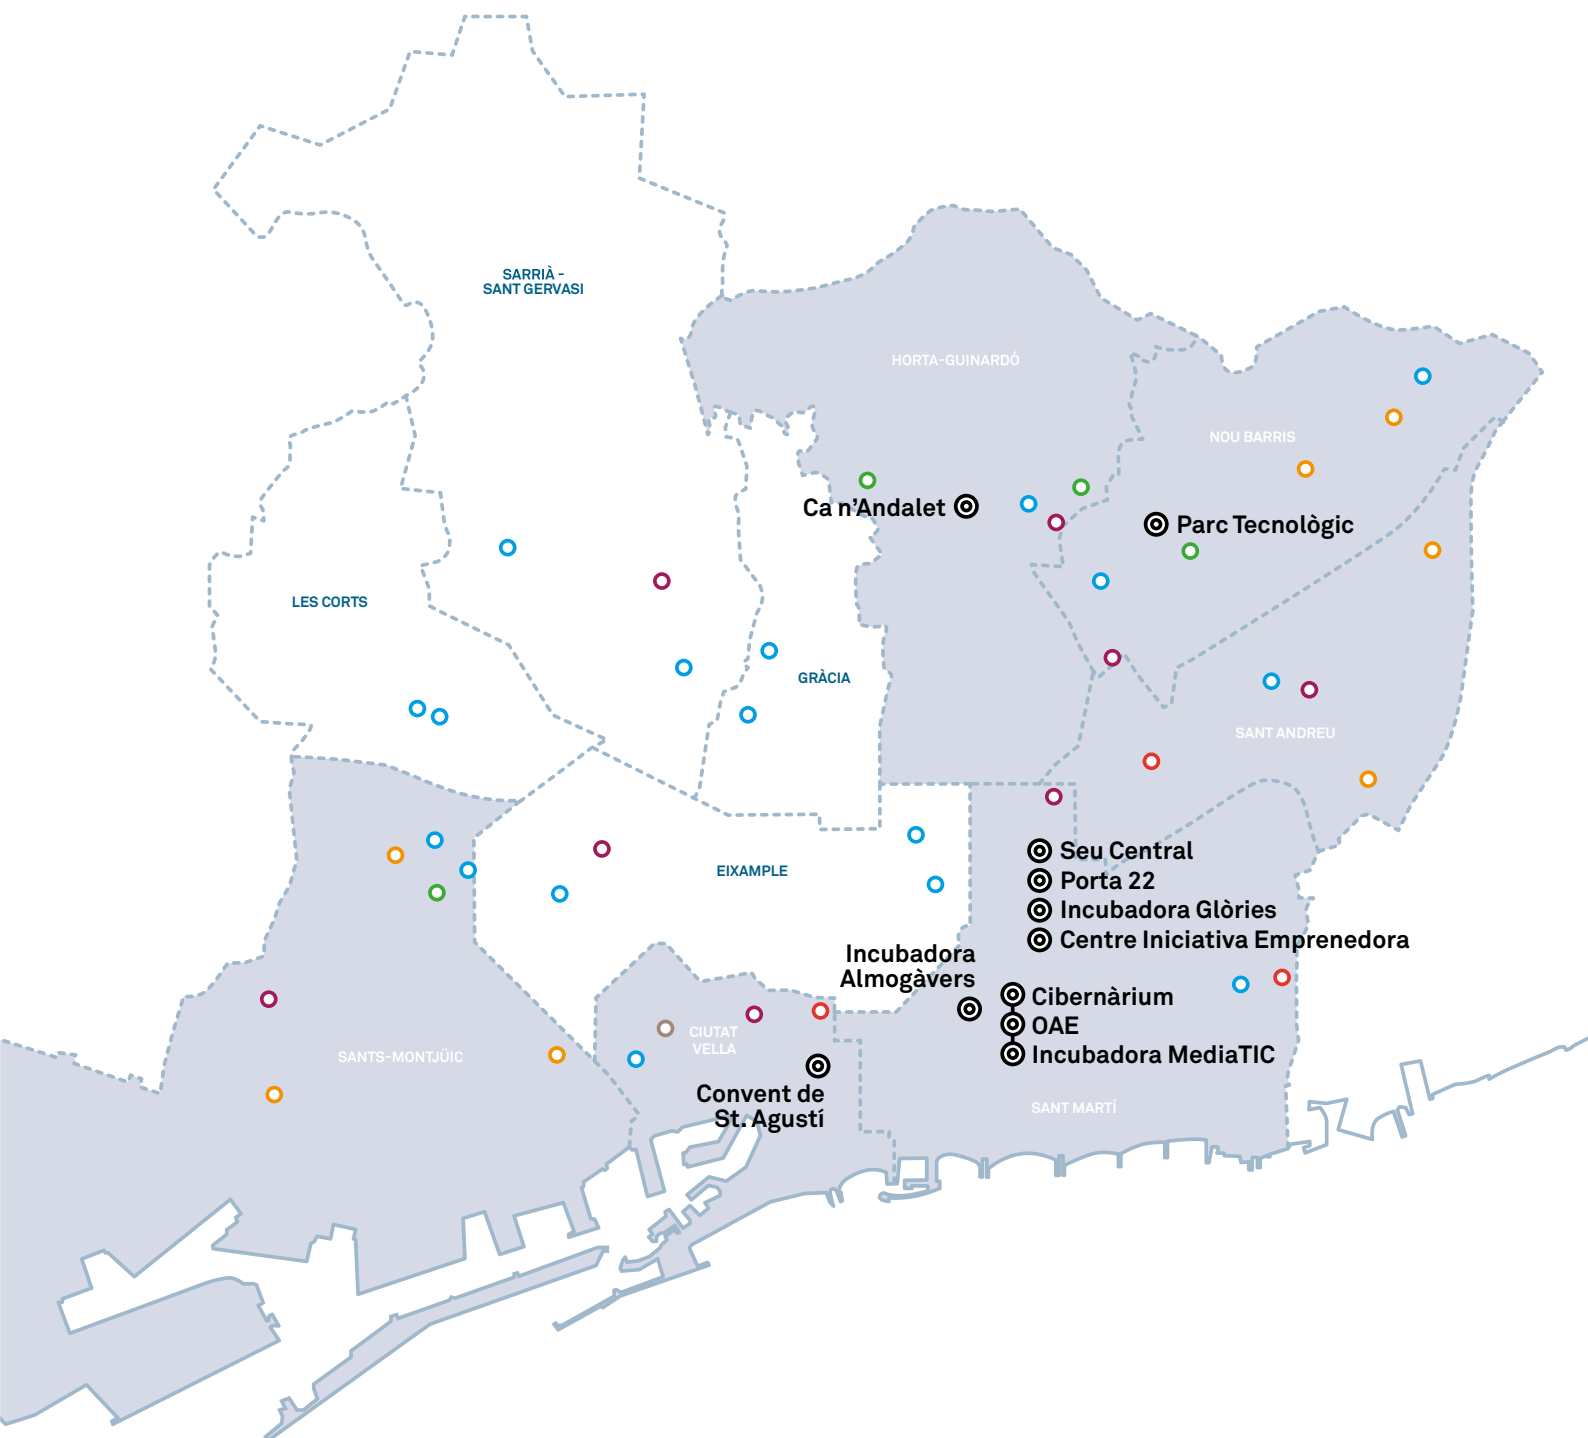 SARRIÀ -
SANT GERVASI
HORTA-GUINARDÓ
NOU BARRIS
Ca n'Andalet
Parc Tecnològic
LES CORTS
GRÀCIA
SANT ANDREU
EIXAMPLE
Seu Central
Porta 22
Incubadora Glòries
Centre Iniciativa Emprenedora
Incubadora
Almogàvers
Cibernàrium
OAE
Incubadora MediaTIC
CIUTAT
VELLA
SANTS-MONTJÜIC
Convent de
St. Agustí
SANT MARTÍ